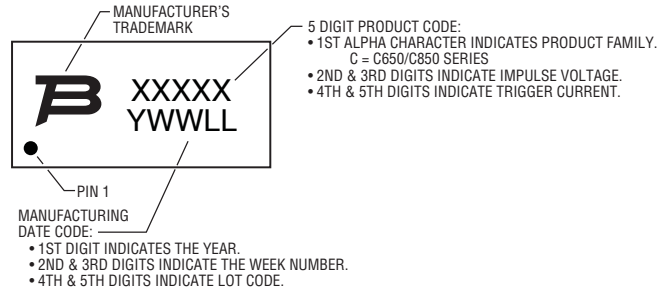 MANUFACTURER'S
TRADEMARK
5 DIGIT PRODUCT CODE:
• 1ST ALPHA CHARACTER INDICATES PRODUCT FAMILY.
C = C650/C850 SERIES
• 2ND & 3RD DIGITS INDICATE IMPULSE VOLTAGE.
• 4TH & 5TH DIGITS INDICATE TRIGGER CURRENT.
XXXXX
YWWLL
PIN 1
MANUFACTURING
DATE CODE:
• 1ST DIGIT INDICATES THE YEAR.
• 2ND & 3RD DIGITS INDICATE THE WEEK NUMBER.
• 4TH & 5TH DIGITS INDICATE LOT CODE.